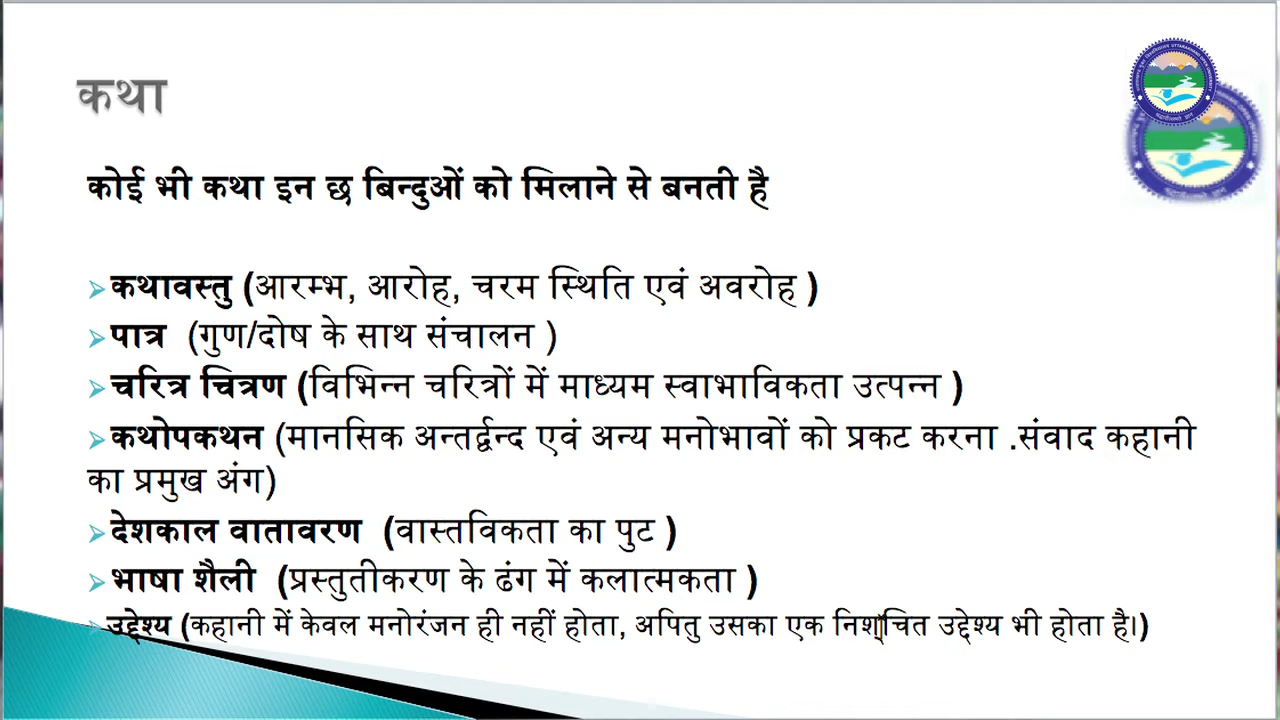 कथा
कोई भी कथा इन छ बिन्दुओं को मिलाने से बनती है
कथावस्तु (आरम्भ, आरोह, चरम स्थिति एवं अवरोह )
पात्र (गुण/दोष के साथ संचालन )
चरित्र चित्रण (विभिन्न चरित्रों में माध्यम स्वाभाविकता उत्पन्न )
कथोपकथन (मानसिक अन्तर्द्वन्द एवं अन्य मनोभावों को प्रकट करना .संवाद कहानी
का प्रमुख अंग)
देशकाल वातावरण (वास्तविकता का पुट )
भाषा शैली (प्रस्तुतीकरण के ढंग में कलात्मकता )
उद्देश्य (कहानी में केवल मनोरंजन ही नहीं होता, अपितु उसका एक निश्चित उद्देश्य भी होता है।)